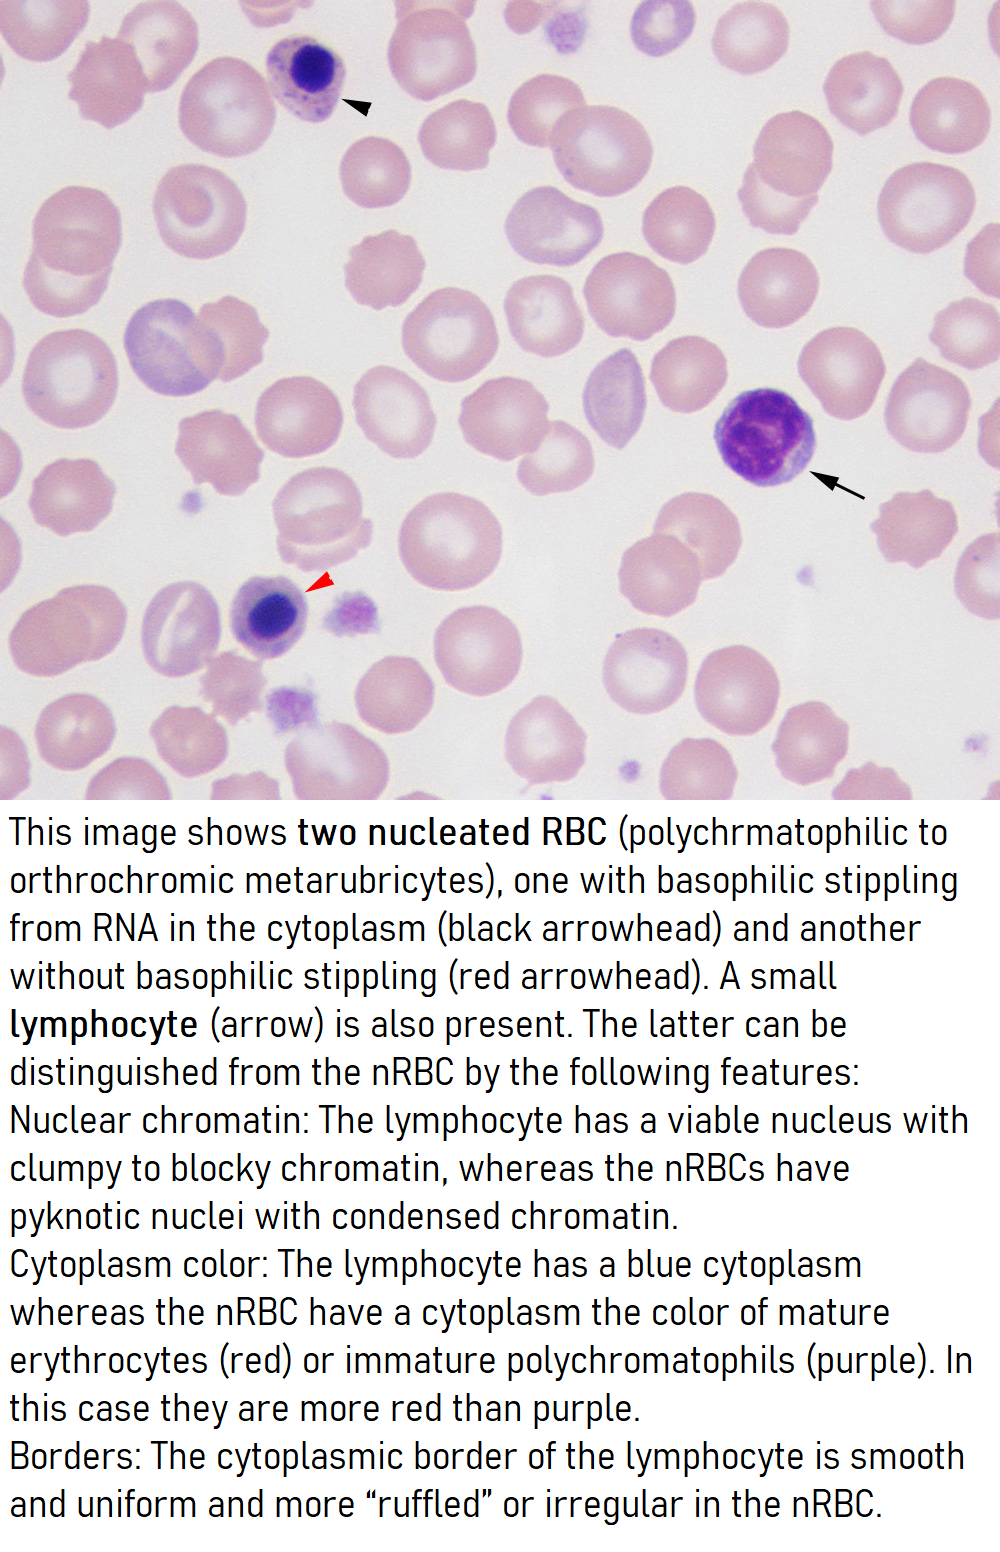 This image shows two nucleated RBC (polychrmatophilic to
orthrochromic metarubricytes), one with basophilic stippling
from RNA in the cytoplasm (black arrowhead) and another
without basophilic stippling (red arrowhead). A small
lymphocyte (arrow) is also present. The latter can be
distinguished from the nRBC by the following features:
Nuclear chromatin: The lymphocyte has a viable nucleus with
clumpy to blocky chromatin, whereas the nRBCs have
pyknotic nuclei with condensed chromatin.
Cytoplasm color: The lymphocyte has a blue cytoplasm
whereas the nRBC have a cytoplasm the color of mature
erythrocytes (red) or immature polychromatophils (purple). In
this case they are more red than purple.
Borders: The cytoplasmic border of the lymphocyte is smooth
and uniform and more “ruffled” or irregular in the nRBC.